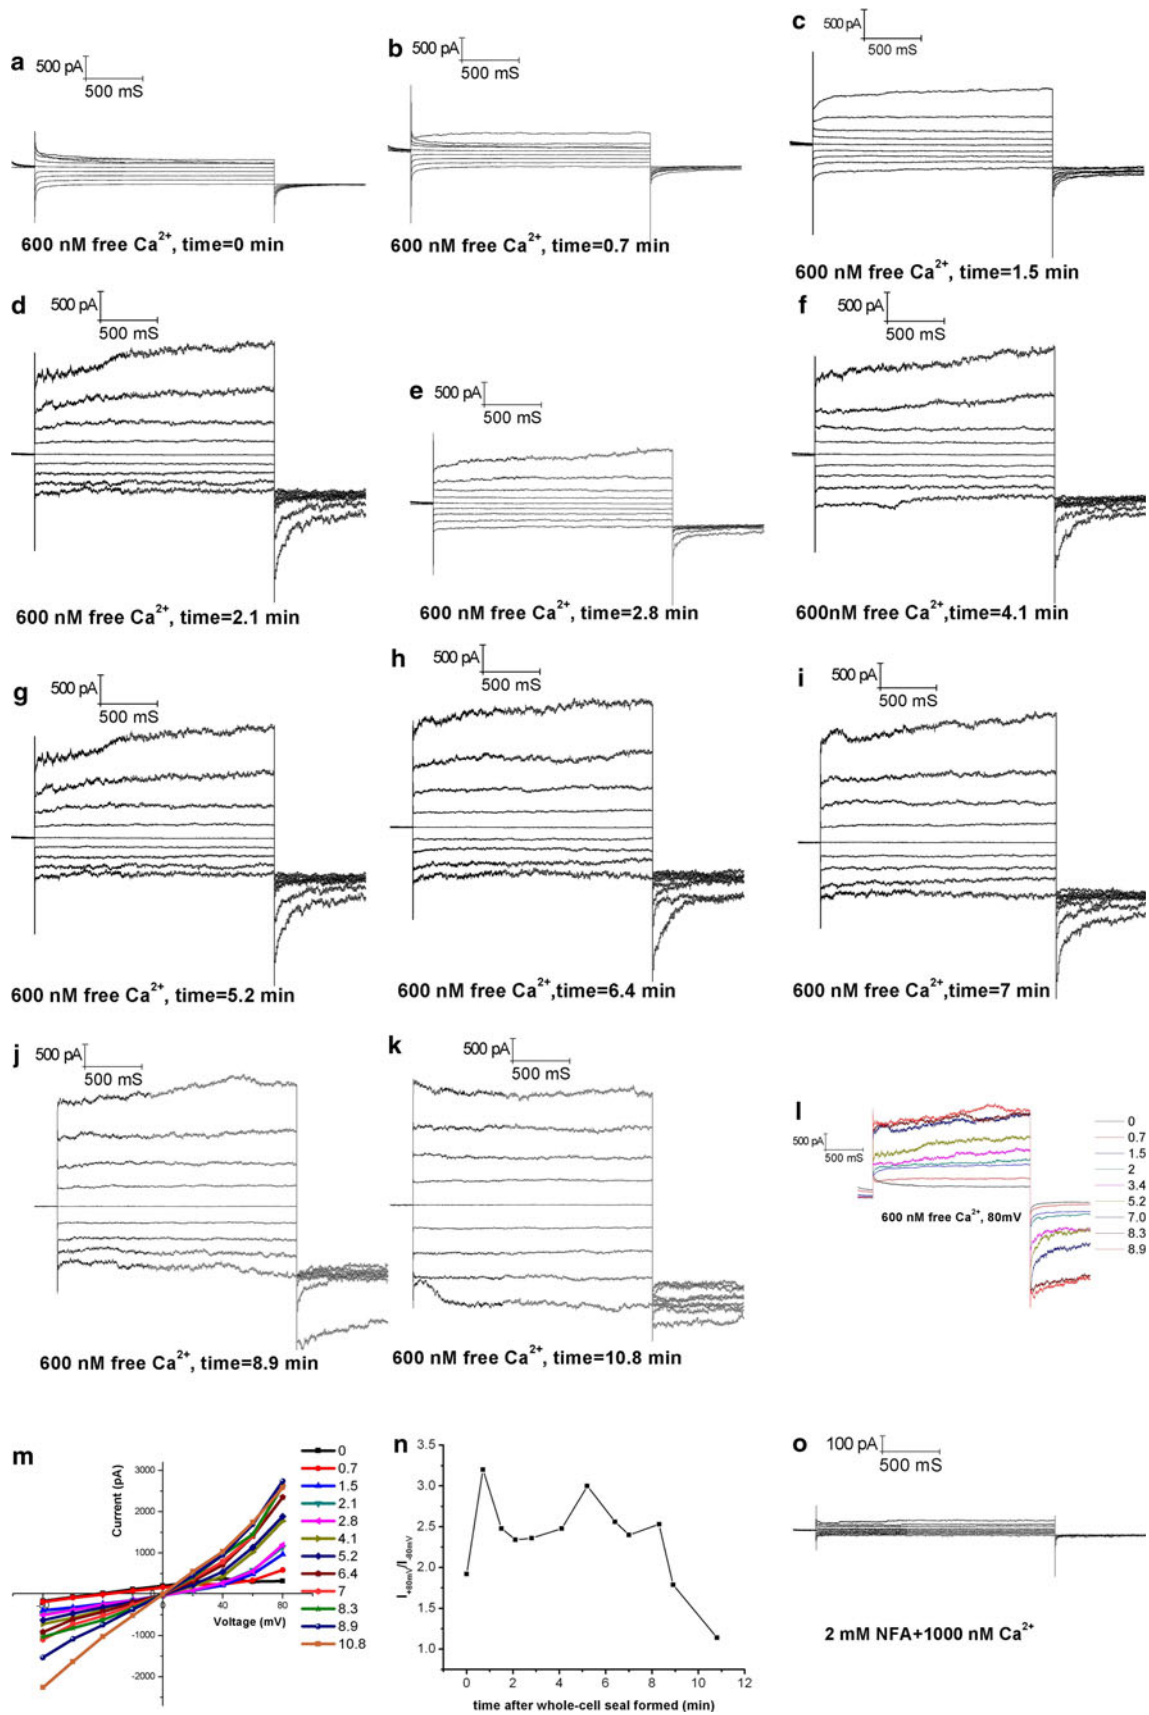 a
500 pA
500 mS
600 nM free Ca2+, time=0 min
b
500 pA
500 mS
600 nM free Ca2+, time=0.7 min
c
500 pA
500 mS
600 nM free Ca2+, time=1.5 min
d
500 pA
500 mS
600 nM free Ca2+, time=2.1 min
e
500 pA
500 mS
600 nM free Ca2+, time=2.8 min
f
500 pA
500 mS
600nM free Ca2+,time=4.1 min
g
500 pA
500 mS
600 nM free Ca2+, time=5.2 min
h
500 pA
500 mS
600 nM free Ca2+,time=6.4 min
i
500 pA
500 mS
600 nM free Ca2+,time=7 min
j
500 pA
500 mS
600 nM free Ca2+, time=8.9 min
k
500 pA
500 mS
600 nM free Ca2+, time=10.8 min
l
500 pA
500 mS
600 nM free Ca2+, 80mV
0
0.7
1.5
2
3.4
5.2
7.0
8.3
8.9
m
Current (pA)
3000
2000
1000
-1000
-2000
0
40
80
Voltage (mV)
0
0.7
1.5
2.1
2.8
4.1
5.2
6.4
7
8.3
8.9
10.8
n
I+80mV/I-80mV
3.5
3.0
2.5
2.0
1.5
1.0
0 2 4 6 8 10 12
time after whole-cell seal formed (min)
o
100 pA
500 mS
2 mM NFA+1000 nM Ca2+